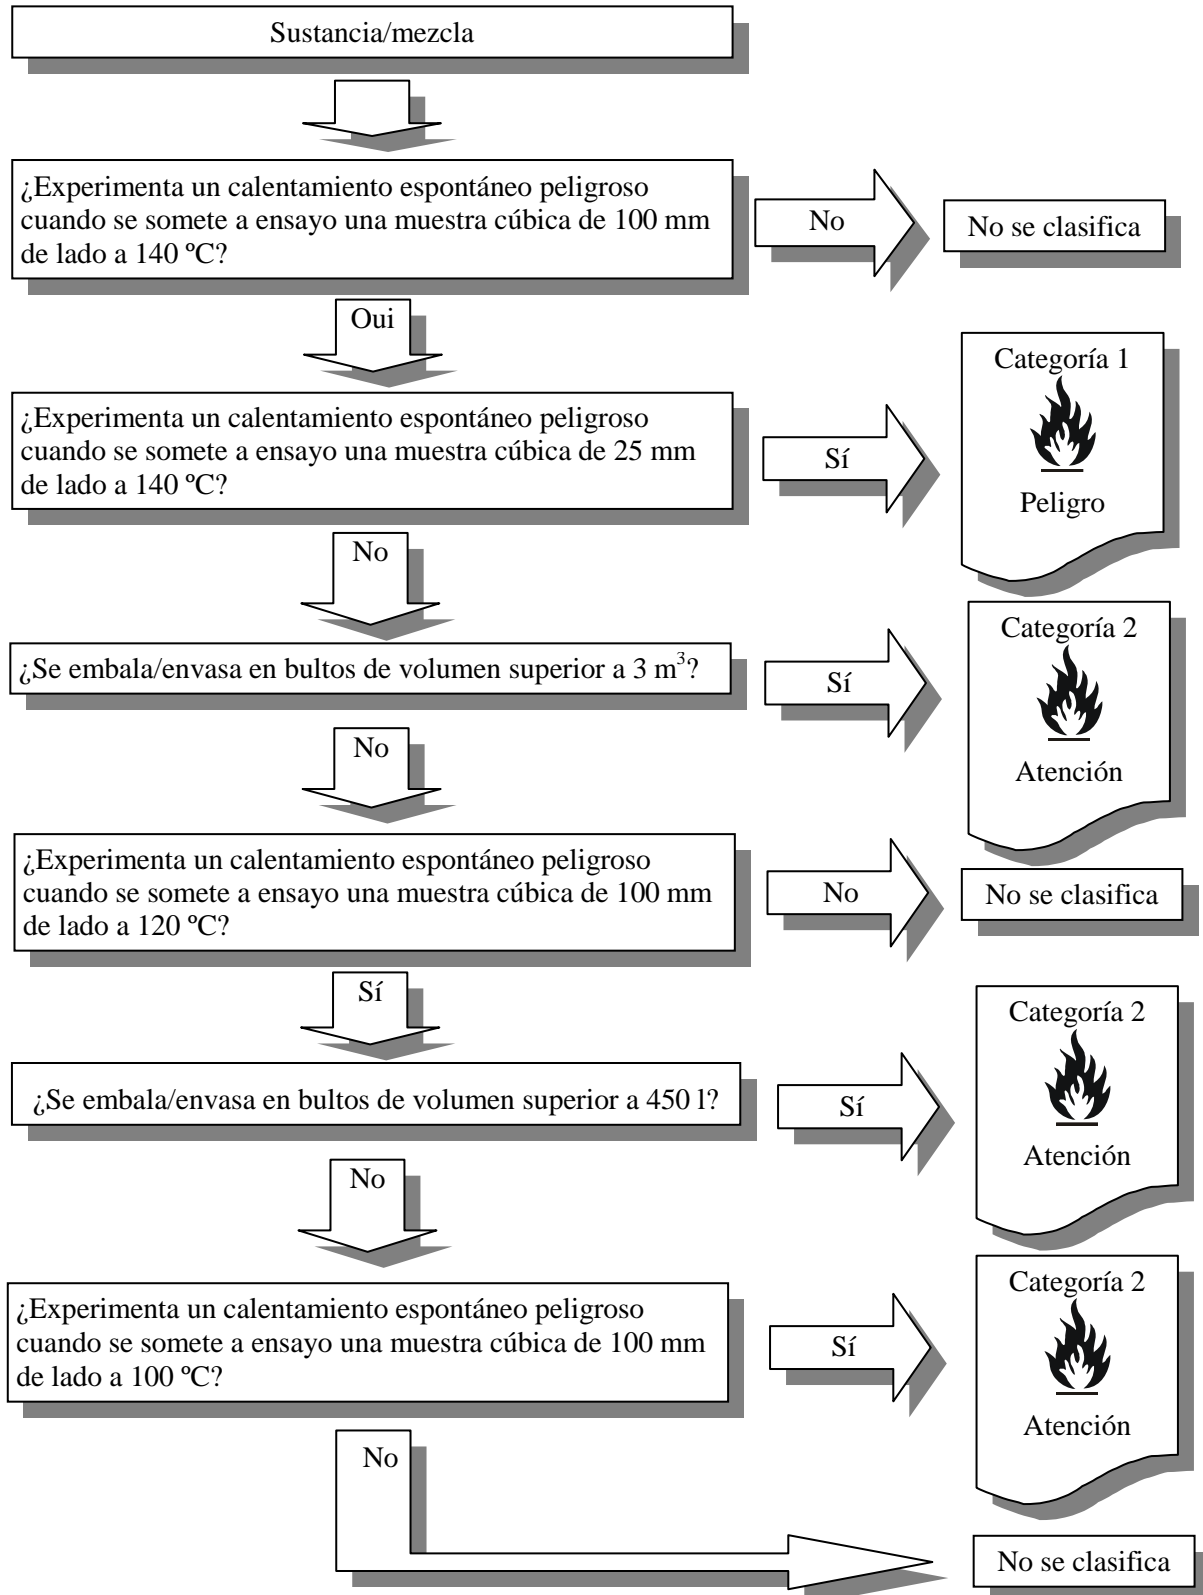 Sustancia/mezcla
¿Experimenta un calentamiento espontáneo peligroso
cuando se somete a ensayo una muestra cúbica de 100 mm
de lado a 140 ºC?
No
No se clasifica
Oui
¿Experimenta un calentamiento espontáneo peligroso
cuando se somete a ensayo una muestra cúbica de 25 mm
de lado a 140 ºC?
Sí
Categoría 1
Peligro
No
¿Se embala/envasa en bultos de volumen superior a 3 m³?
Sí
Categoría 2
Atención
No
¿Experimenta un calentamiento espontáneo peligroso
cuando se somete a ensayo una muestra cúbica de 100 mm
de lado a 120 ºC?
No
No se clasifica
Sí
¿Se embala/envasa en bultos de volumen superior a 450 l?
Sí
Categoría 2
Atención
No
¿Experimenta un calentamiento espontáneo peligroso
cuando se somete a ensayo una muestra cúbica de 100 mm
de lado a 100 ºC?
Sí
Categoría 2
Atención
No
No se clasifica